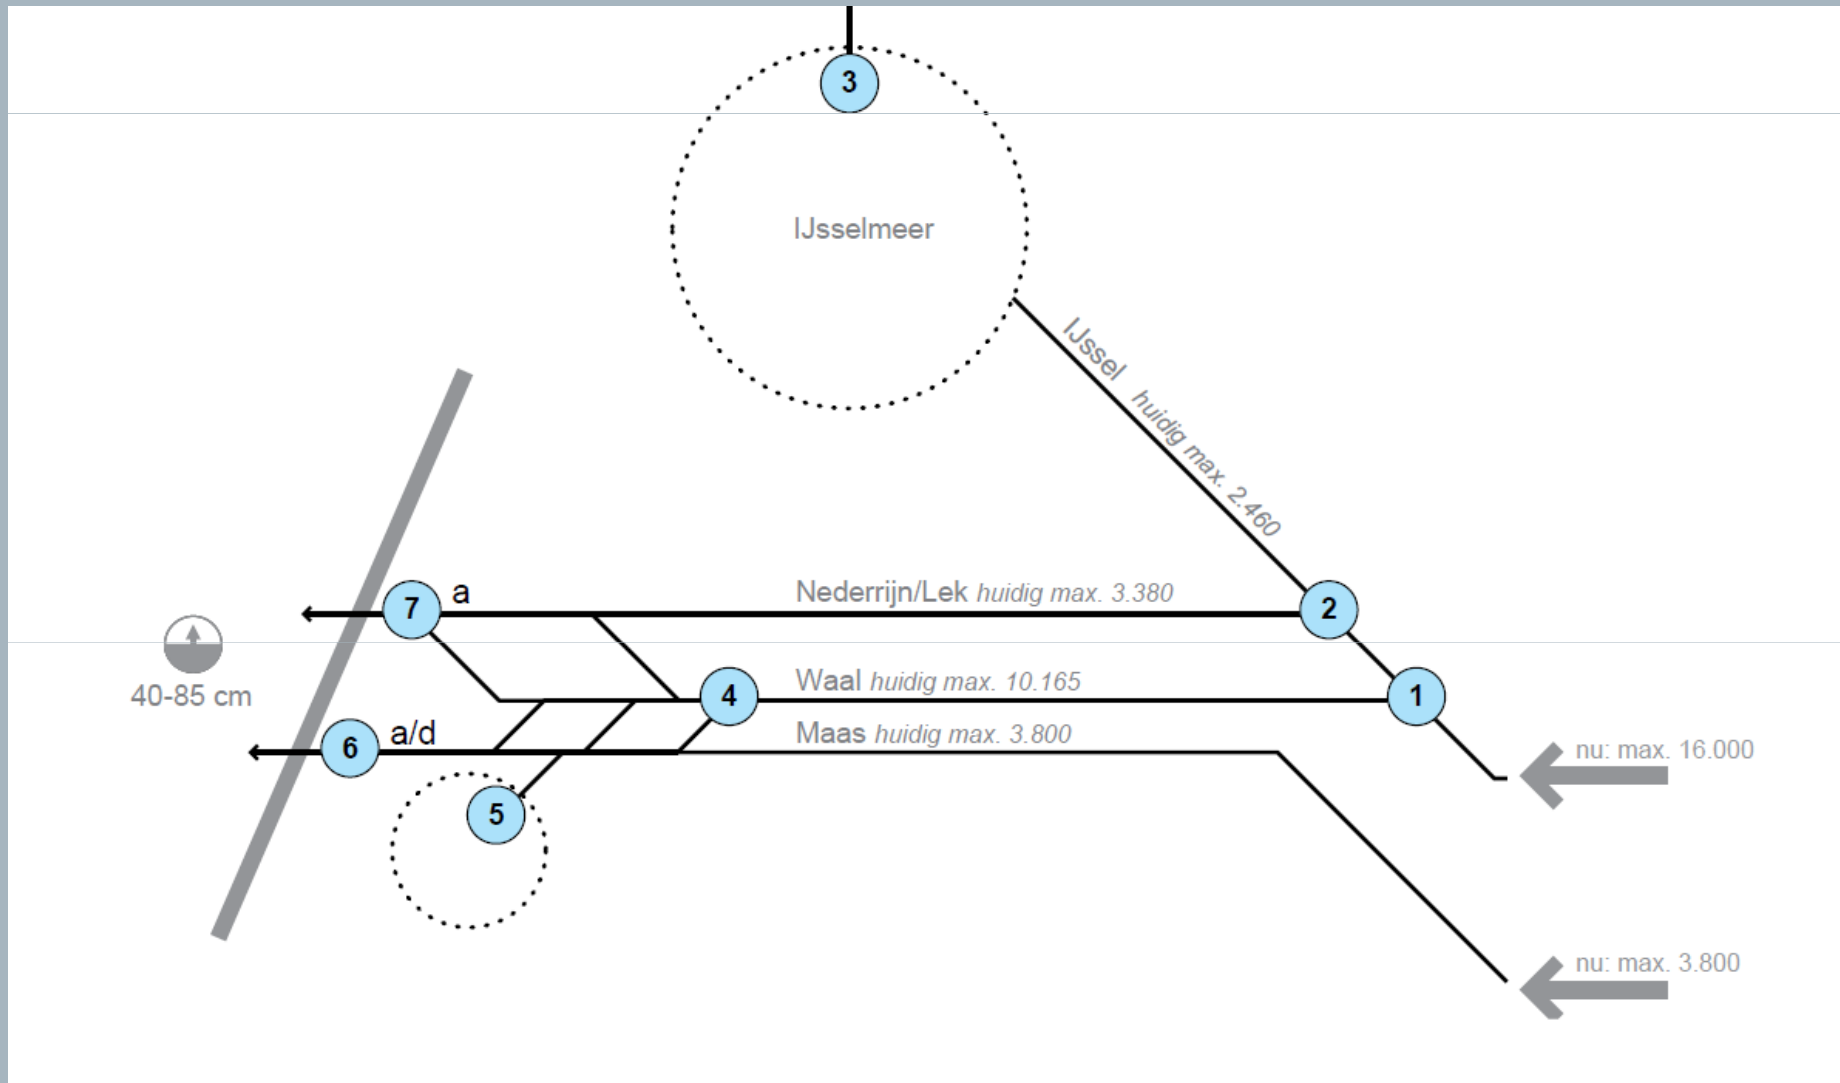 3
IJsselmeer
IJssel huidig max. 2.460
7
a
Nederrijn/Lek huidig max. 3.380
2
40-85 cm
4
Waal huidig max. 10.165
1
6
a/d
Maas huidig max. 3.800
nu: max. 16.000
5
nu: max. 3.800